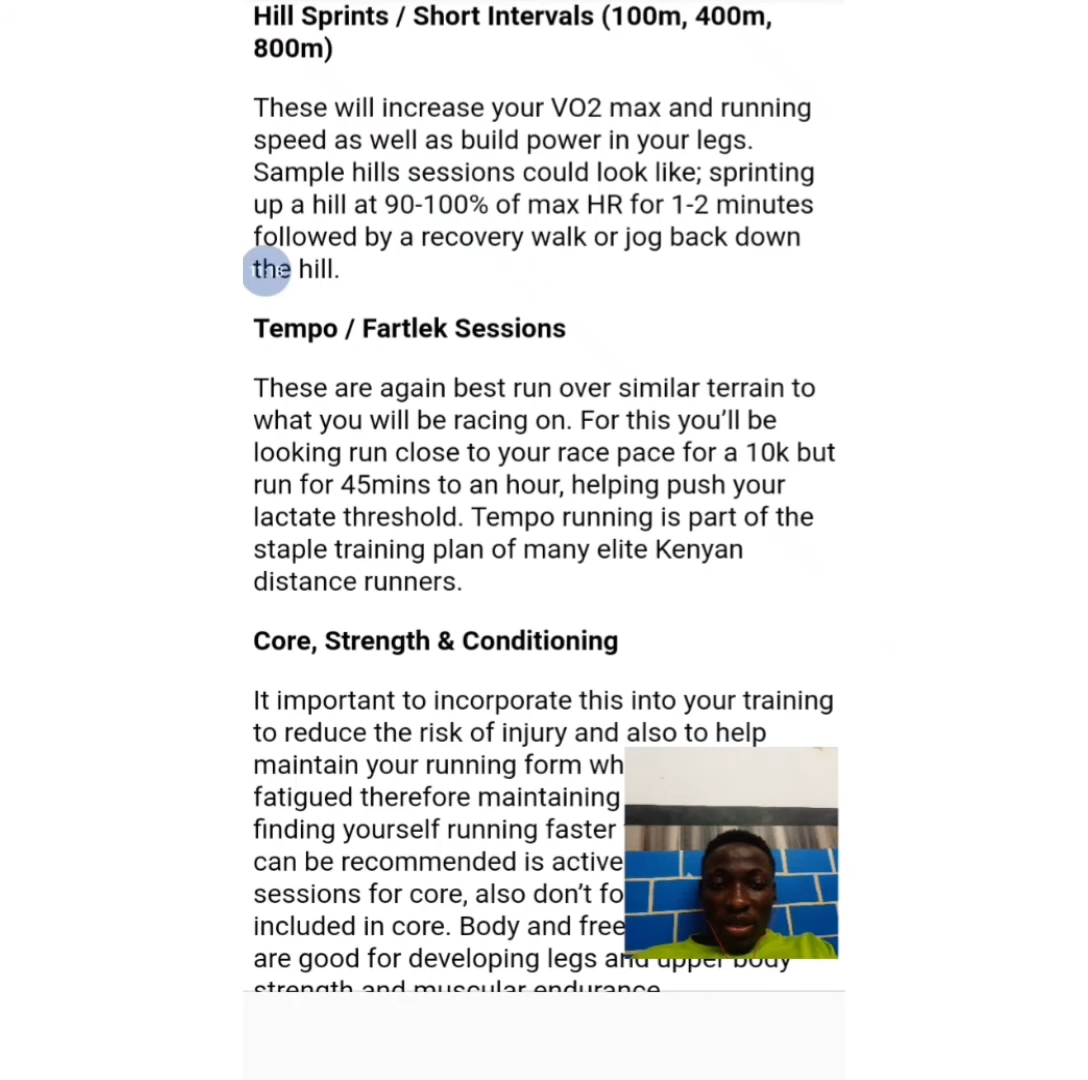 Hill Sprints / Short Intervals (100m, 400m,
800m)
These will increase your VO2 max and running
speed as well as build power in your legs.
Sample hills sessions could look like; sprinting
up a hill at 90-100% of max HR for 1-2 minutes
followed by a recovery walk or jog back down
the hill.
Tempo / Fartlek Sessions
These are again best run over similar terrain to
what you will be racing on. For this you’ll be
looking run close to your race pace for a 10k but
run for 45mins to an hour, helping push your
lactate threshold. Tempo running is part of the
staple training plan of many elite Kenyan
distance runners.
Core, Strength & Conditioning
It important to incorporate this into your training
to reduce the risk of injury and also to help
maintain your running form
fatigued therefore maintaining
finding yourself running faster
can be recommended is active
sessions for core, also don’t
included in core. Body and free
are good for developing legs and upper body
strength and muscular endurance